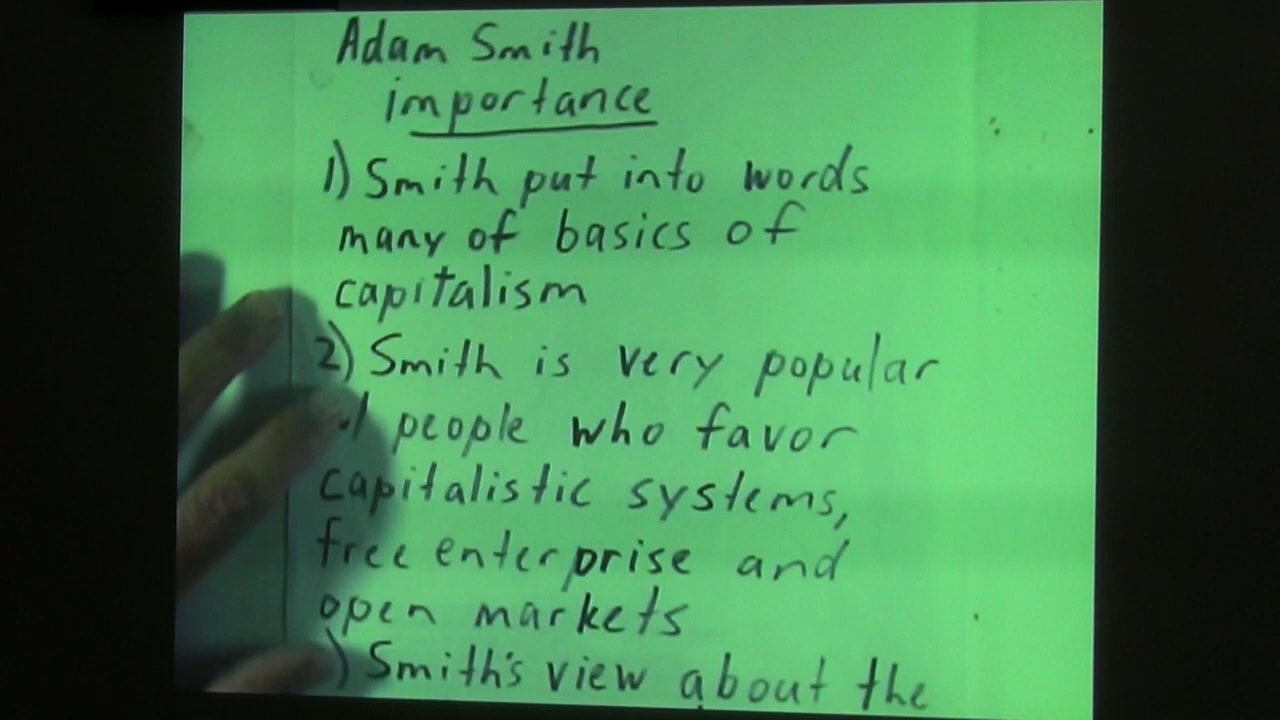 Adam Smith
importance
1) Smith put into words
many of basics of
capitalism
2) Smith is very popular
people who favor
capitalistic systems,
free enterprise and
open markets
) Smith's view about the